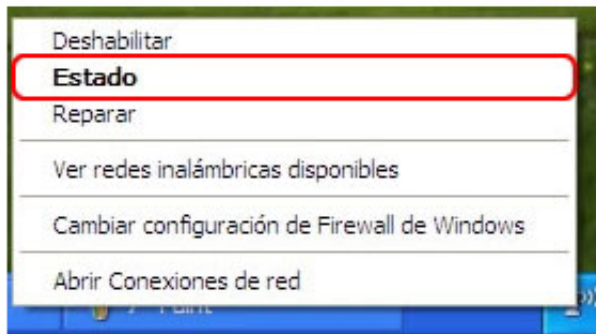 Deshabilitar
Estado
Reparar
Ver redes inalámbricas disponibles
Cambiar configuración de Firewall de Windows
Abrir Conexiones de red